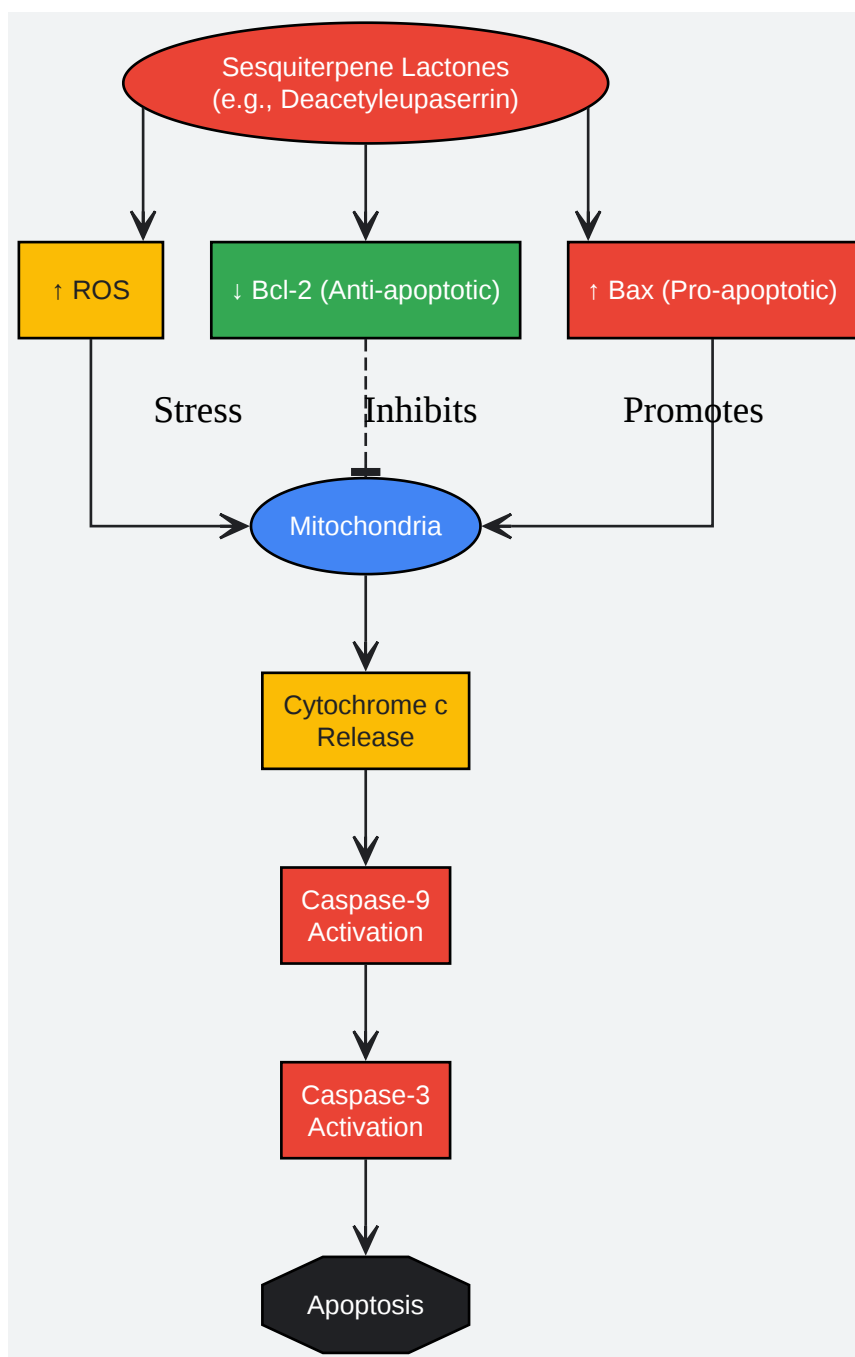 Sesquiterpene Lactones
(e.g., Deacetyleupaserrin)
↑ ROS
↓ Bcl-2 (Anti-apoptotic)
↑ Bax (Pro-apoptotic)
Stress
Inhibits
Promotes
Mitochondria
Cytochrome c
Release
Caspase-9
Activation
Caspase-3
Activation
Apoptosis